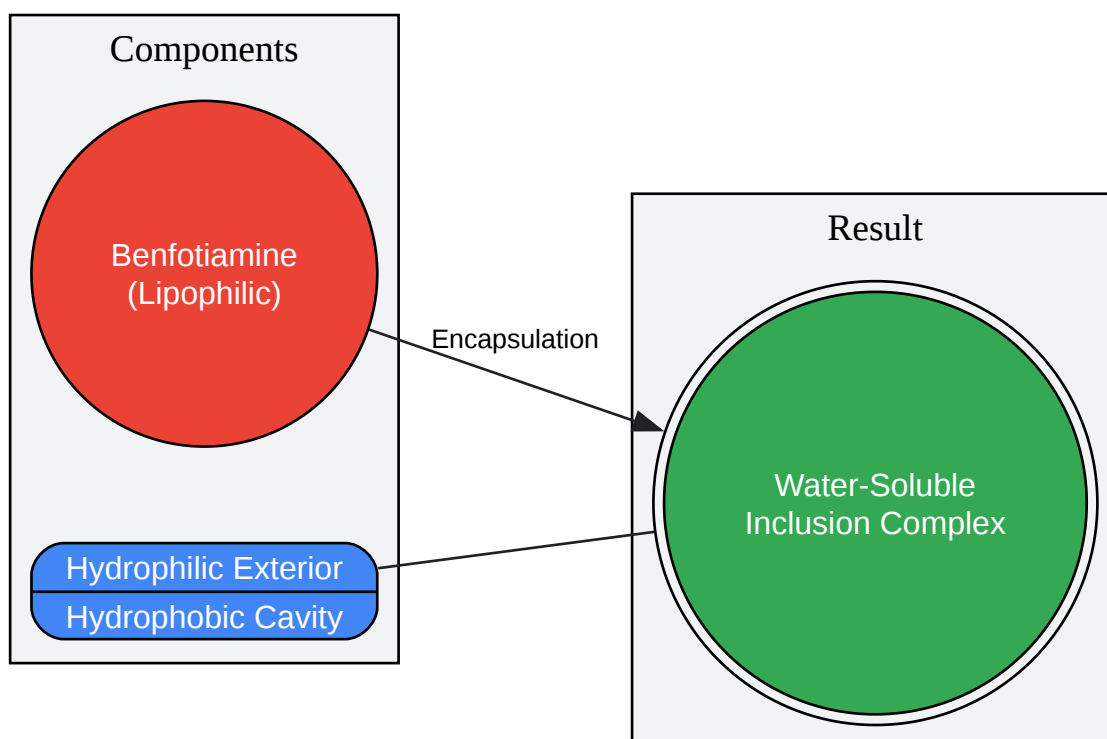 Components
Benfotiamine
(Lipophilic)
Hydrophilic Exterior
Hydrophobic Cavity
Encapsulation
Result
Water-Soluble
Inclusion Complex